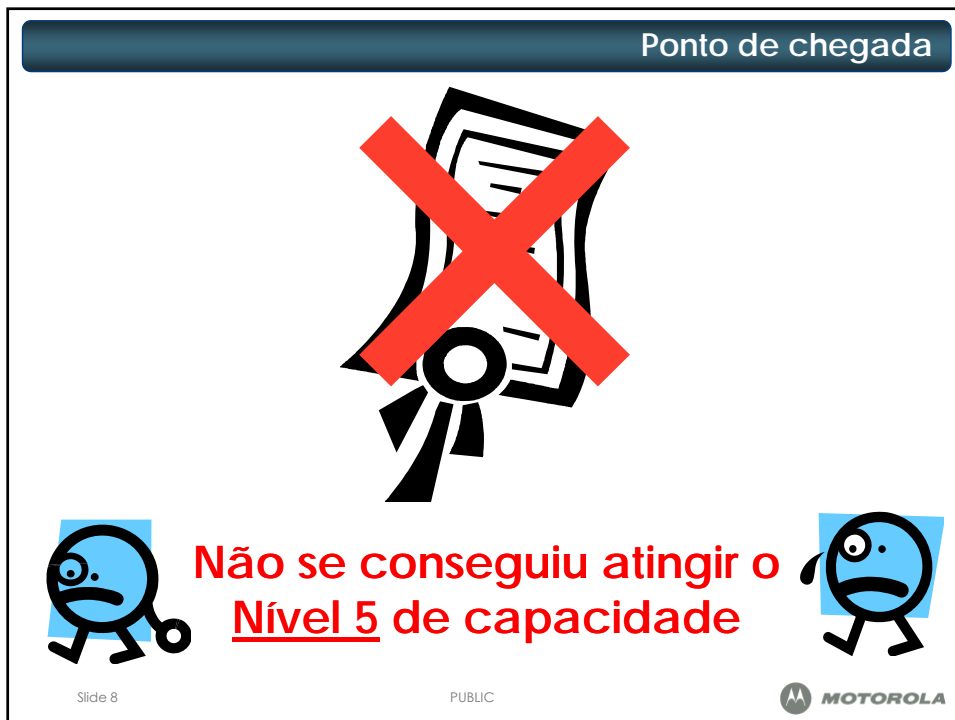 Ponto de chegada
Não se conseguiu atingir o
Nível 5 de capacidade
Slide 8
PUBLIC
MOTOROLA